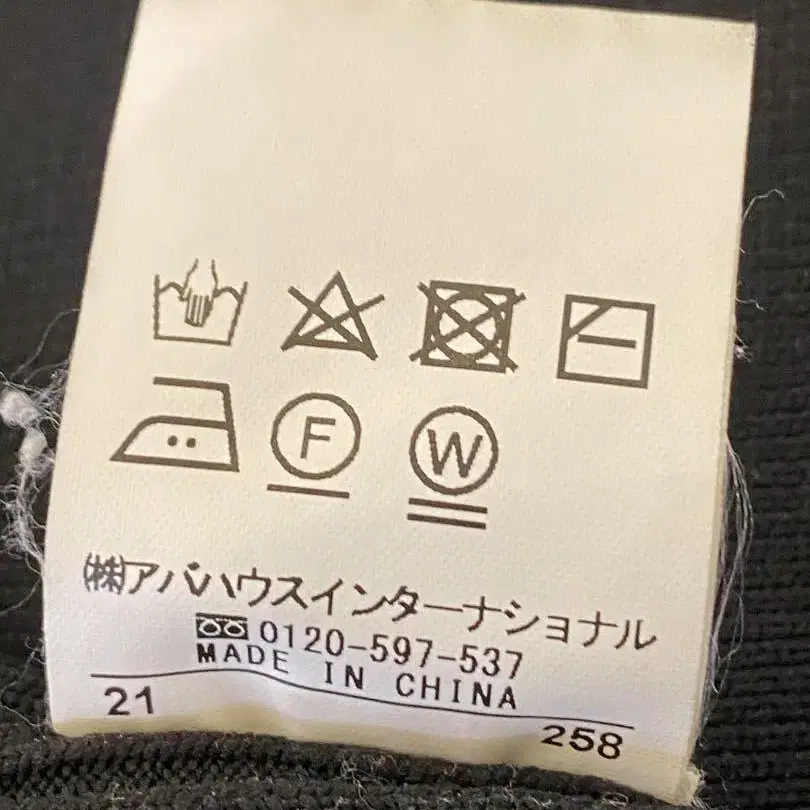 F W
(株)アバハウスインターナショナル
0120-597-537
MADE IN CHINA
21 258